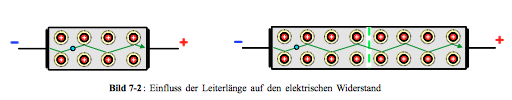 − + − +
Bild 7-2: Einfluss der Leiterlänge auf den elektrischen Widerstand